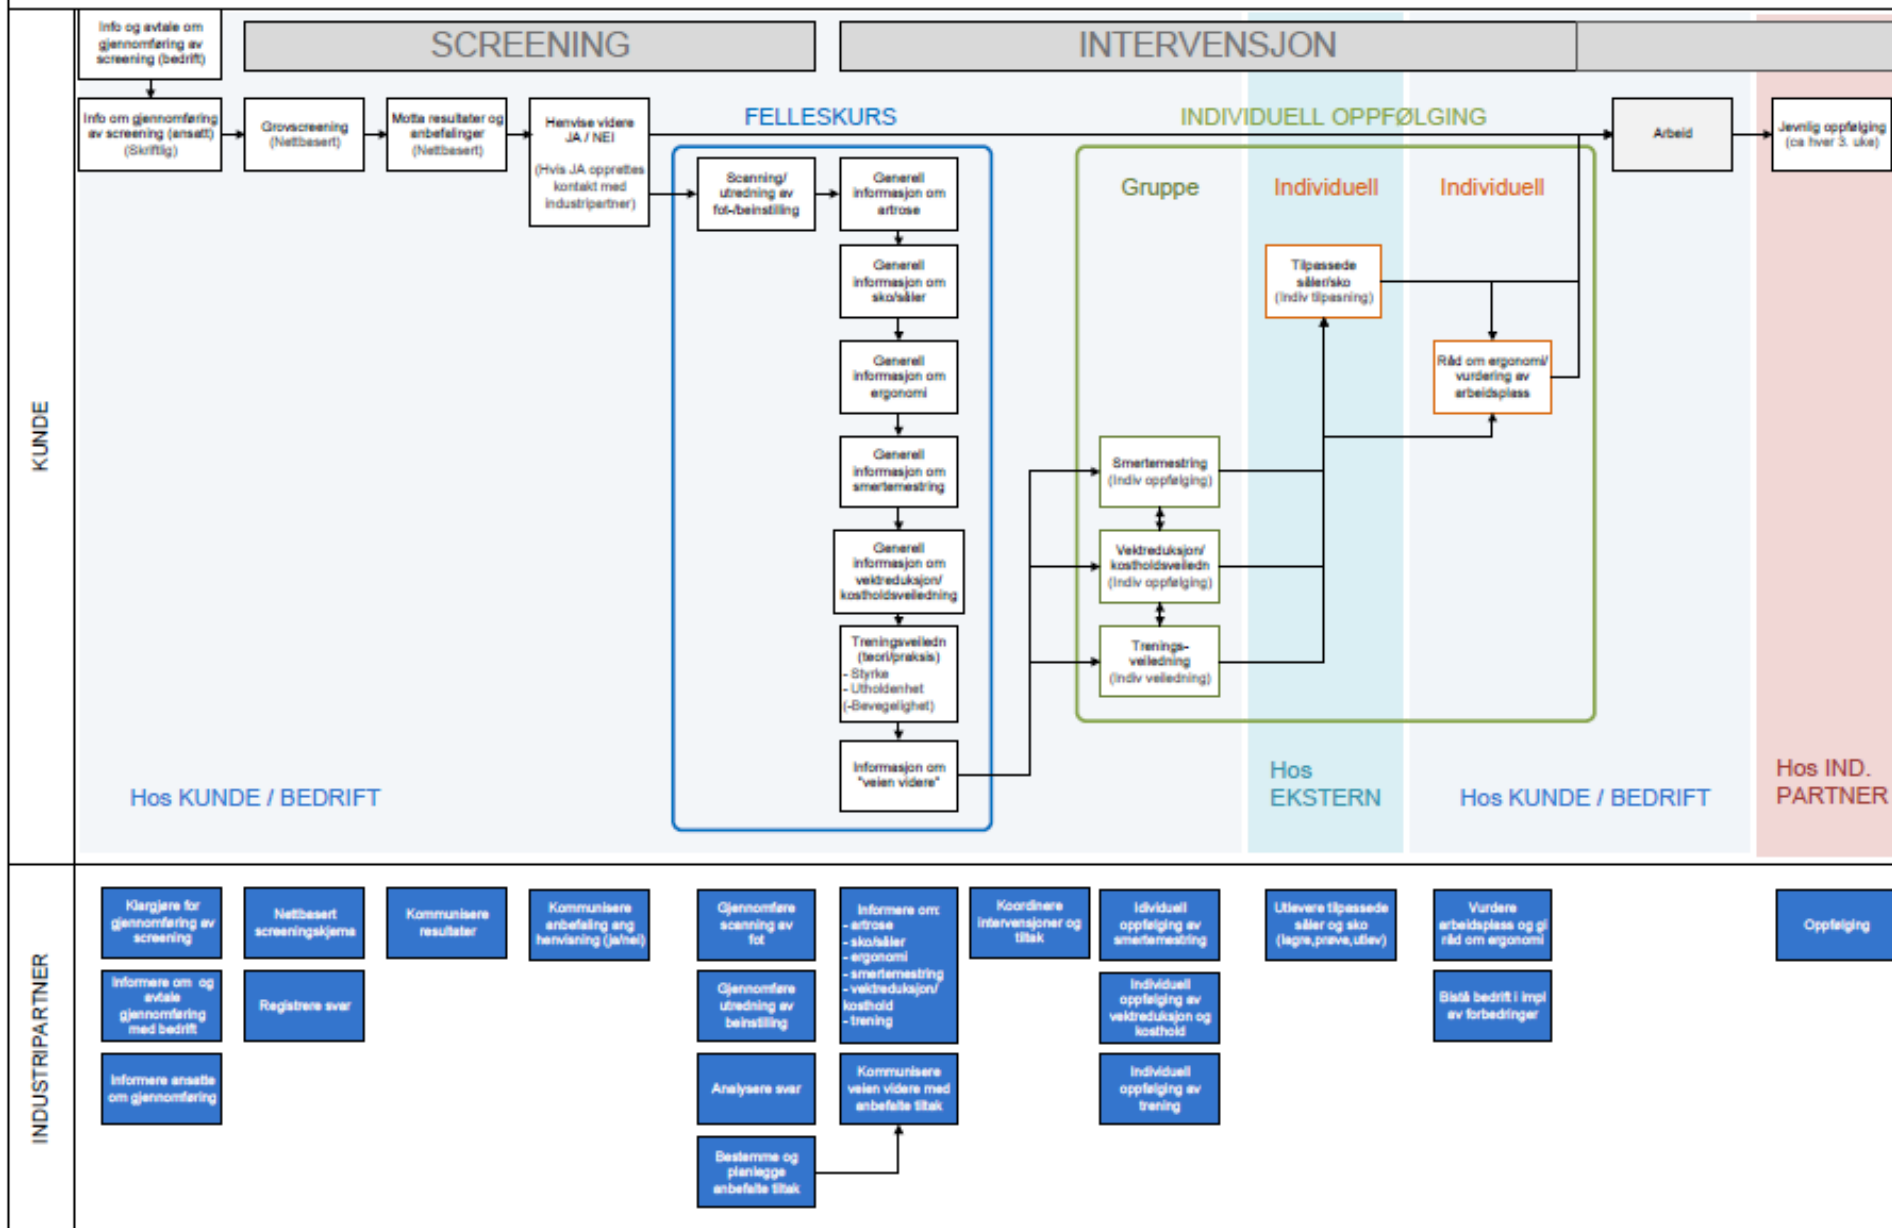 Info og avtale om
gjennomføring av
screening (bedrift)
SCREENING
INTERVENSJON
Info om gjennomføring
av screening (ansatt)
(Skriftlig)
Grovscreening
(Nettbasert)
Motta resultater og
anbefalinger
(Nettbasert)
Henvise videre
JA / NEI
(Hvis JA opprettes
kontakt med
industripartner)
FELLESKURS
Scanning/
utredning av
fot-/beinstilling
Generell
informasjon om
artrose
Generell
informasjon om
sko/såler
Generell
informasjon om
ergonomi
Generell
informasjon om
smertemestring
Generell
informasjon om
vektreduksjon/
kostholdsveiledning
Treningsveiledn
(teori/praksis)
- Styrke
- Utholdenhet
(-Bevegelighet)
Informasjon om
"veien videre"
INDIVIDUELL OPPFØLGING
Gruppe
Individuell
Individuell
Tilpassede
såler/sko
(Indiv tilpasning)
Råd om ergonomi/
vurdering av
arbeidsplass
Smertemestring
(Indiv oppfølging)
Vektreduksjon/
kostholdsveiledn
(Indiv oppfølging)
Trenings-
veiledning
(Indiv veiledning)
Arbeid
Jevnlig oppfølging
(ca hver 3. uke)
KUNDE
Hos KUNDE / BEDRIFT
Hos
EKSTERN
Hos KUNDE / BEDRIFT
Hos IND.
PARTNER
INDUSTRIPARTNER
Klargjøre for
gjennomføring av
screening
Informere om og
avtale
gjennomføring
med bedrift
Informere ansatte
om gjennomføring
Nettbasert
screeningskjema
Registrere svar
Kommunisere
resultater
Kommunisere
anbefaling ang
henvisning (ja/nei)
Gjennomføre
scanning av
fot
Gjennomføre
utredning av
beinstilling
Analysere svar
Bestemme og
planlegge
anbefalte tiltak
Informere om:
- artrose
- sko/såler
- ergonomi
- smertemestring
- vektreduksjon/
kosthold
- trening
Kommunisere
veien videre med
anbefalte tiltak
Koordinere
intervensjoner og
tiltak
Idividuell
oppfølging av
smertemestring
Individuell
oppfølging av
vektreduksjon og
kosthold
Individuell
oppfølging av
trening
Utlevere tilpassede
såler og sko
(lagre,prøve,utlev)
Vurdere
arbeidsplass og gi
råd om ergonomi
Bistå bedrift i impl
av forbedringer
Oppfølging